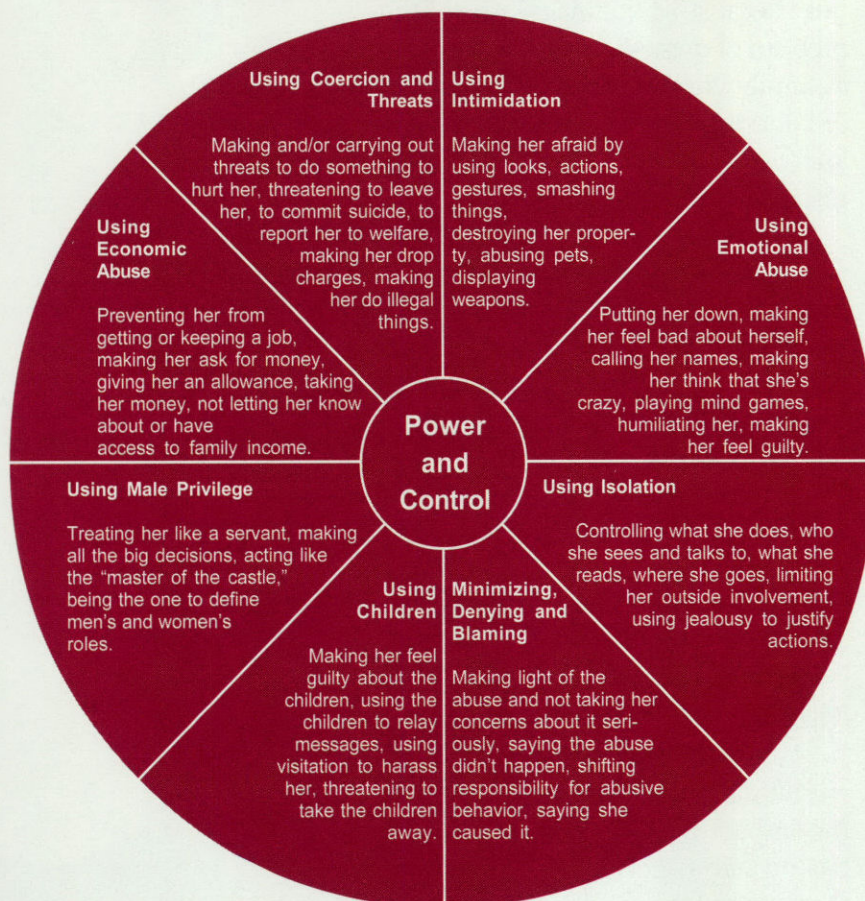 Using Coercion and
Threats
Making and/or carrying out
threats to do something to
hurt her, threatening to leave
her, to commit suicide, to
report her to welfare,
making her drop
charges, making
her do illegal
things.
Using
Intimidation
Making her afraid by
using looks, actions,
gestures, smashing
things,
destroying her proper-
ty, abusing pets,
displaying
weapons.
Using
Emotional
Abuse
Putting her down, making
her feel bad about herself,
calling her names, making
her think that she's
crazy, playing mind games,
humiliating her, making
her feel guilty.
Using Isolation
Controlling what she does, who
she sees and talks to, what she
reads, where she goes, limiting
her outside involvement,
using jealousy to justify
actions.
Minimizing,
Denying and
Blaming
Making light of the
abuse and not taking her
concerns about it seri-
ously, saying the abuse
didn't happen, shifting
responsibility for abusive
behavior, saying she
caused it.
Using
Children
Making her feel
guilty about the
children, using the
children to relay
messages, using
visitation to harass
her, threatening to
take the children
away.
Using Male Privilege
Treating her like a servant, making
all the big decisions, acting like
the “master of the castle,”
being the one to define
men's and women's
roles.
Using
Economic
Abuse
Preventing her from
getting or keeping a job,
making her ask for money,
giving her an allowance, taking
her money, not letting her know
about or have
access to family income.
Power
and
Control